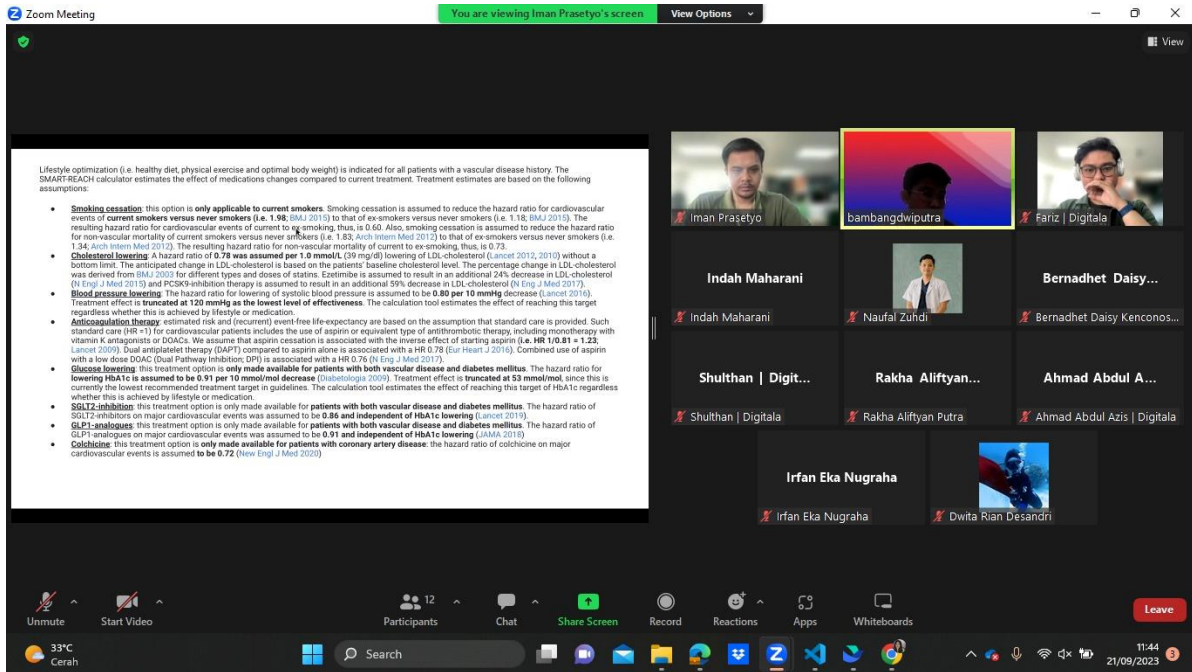 Zoom Meeting
You are viewing Iman Prasetyo's screen
View Options
View
Lifestyle optimization (i.e. healthy diet, physical exercise and optimal body weight) is indicated for all patients with a vascular disease history. The
SMART-REACH calculator estimates the effect of medications changes compared to current treatment. Treatment estimates are based on the following
assumptions:
● Smoking cessation: this option is only applicable to current smokers. Smoking cessation is assumed to reduce the hazard ratio for cardiovascular
events of current smokers versus never smokers (i.e. 1.98; BMJ 2015) to that of ex-smokers versus never smokers (i.e. 1.18; BMJ 2015). The
resulting hazard ratio for cardiovascular events of current to ex-smoking, thus, is 0.60. Also, smoking cessation is assumed to reduce the hazard ratio
for non-vascular mortality of current smokers versus never smokers (i.e. 1.83; Arch Intern Med 2012) to that of ex-smokers versus never smokers (i.e.
1.34; Arch Intern Med 2012). The resulting hazard ratio for non-vascular mortality of current to ex-smoking, thus, is 0.73.
● Cholesterol lowering: A hazard ratio of 0.78 was assumed per 1.0 mmol/L (39 mg/dl) lowering of LDL-cholesterol (Lancet 2012, 2010) without a
bottom limit. The anticipated change in LDL-cholesterol is based on the patients' baseline cholesterol level. The percentage change in LDL-cholesterol
was derived from BMJ 2003 for different types and doses of statins. Ezetimibe is assumed to result in an additional 24% decrease in LDL-cholesterol
(N Engl J Med 2015) and PCSK9-inhibition therapy is assumed to result in an additional 59% decrease in LDL-cholesterol (N Eng J Med 2017).
● Blood pressure lowering: The hazard ratio for lowering of systolic blood pressure is assumed to be 0.80 per 10 mmHg decrease (Lancet 2016).
Treatment effect is truncated at 120 mmHg as the lowest level of effectiveness. The calculation tool estimates the effect of reaching this target
regardless whether this is achieved by lifestyle or medication.
● Anticoagulation therapy: estimated risk and (recurrent) event-free life-expectancy are based on the assumption that standard care is provided. Such
standard care (HR =1) for cardiovascular patients includes the use of aspirin or equivalent type of antithrombotic therapy, including monotherapy with
vitamin K antagonists or DOACs. We assume that aspirin cessation is associated with the inverse effect of starting aspirin (i.e. HR 1/0.81 = 1.23;
Lancet 2009). Dual antiplatelet therapy (DAPT) compared to aspirin alone is associated with a HR 0.78 (Eur Heart J 2016). Combined use of aspirin
with a low dose DOAC (Dual Pathway Inhibition; DPI) is associated with a HR 0.76 (N Eng J Med 2017).
● Glucose lowering: this treatment option is only made available for patients with both vascular disease and diabetes mellitus. The hazard ratio for
lowering HbA1c is assumed to be 0.91 per 10 mmol/mol decrease (Diabetologia 2009). Treatment effect is truncated at 53 mmol/mol, since this is
currently the lowest recommended treatment target in guidelines. The calculation tool estimates the effect of reaching this target of HbA1c regardless
whether this is achieved by lifestyle or medication.
● SGLT2-inhibition: this treatment option is only made available for patients with both vascular disease and diabetes mellitus. The hazard ratio of
SGLT2-inhibitors on major cardiovascular events was assumed to be 0.86 and independent of HbA1c lowering (Lancet 2019).
● GLP1-analogues: this treatment option is only made available for patients with both vascular disease and diabetes mellitus. The hazard ratio of
GLP1-analogues on major cardiovascular events was assumed to be 0.91 and independent of HbA1c lowering (JAMA 2018)
● Colchicine: this treatment option is only made available for patients with coronary artery disease: the hazard ratio of colchicine on major
cardiovascular events is assumed to be 0.72 (New Engl J Med 2020)
Iman Prasetyo
bambangdwiputra
Fariz | Digitala
Indah Maharani
Bernadhet Daisy...
Indah Maharani
Naufal Zuhdi
Bernadhet Daisy Kenconos...
Shulthan | Digit...
Rakha Aliftyan...
Ahmad Abdul A...
Shulthan | Digitala
Rakha Aliftyan Putra
Ahmad Abdul Azis | Digitala
Irfan Eka Nugraha
Irfan Eka Nugraha
Dwita Rian Desandri
Unmute
Start Video
12
Participants
Chat
Share Screen
Record
Reactions
Apps
Whiteboards
Leave
33°C
Cerah
Search
11:44
21/09/2023
3